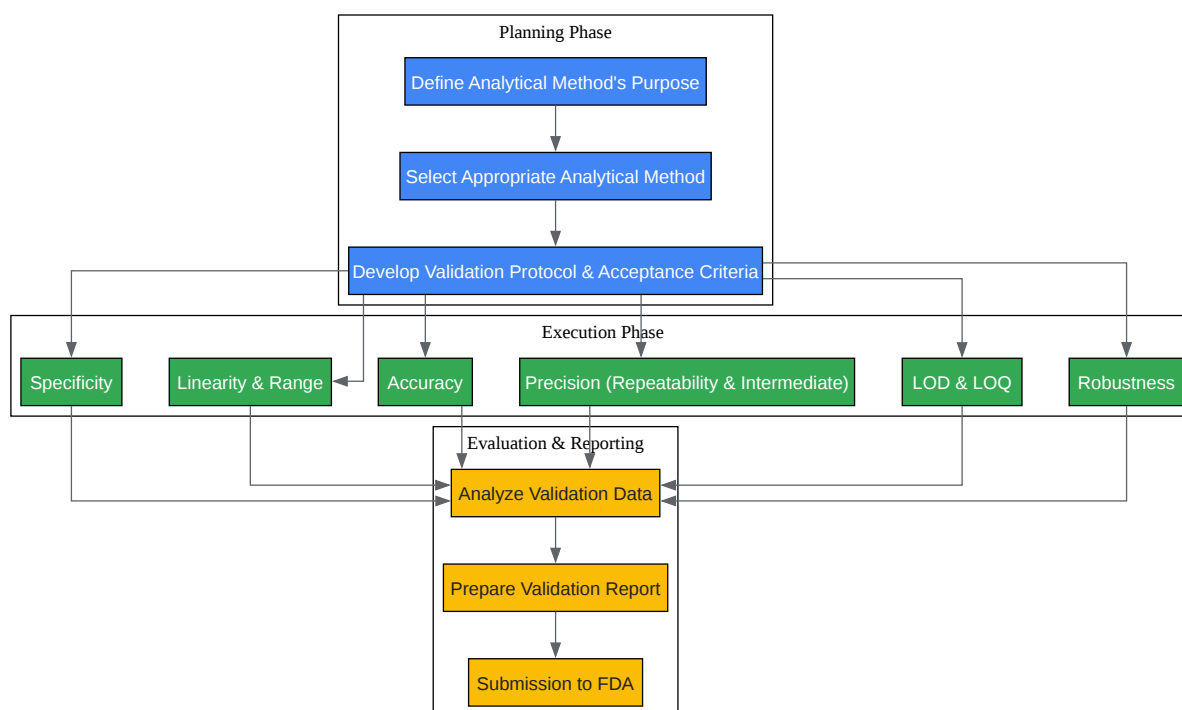 Planning Phase
Define Analytical Method's Purpose
Select Appropriate Analytical Method
Develop Validation Protocol & Acceptance Criteria
Execution Phase
Specificity
Linearity & Range
Accuracy
Precision (Repeatability & Intermediate)
LOD & LOQ
Robustness
Evaluation & Reporting
Analyze Validation Data
Prepare Validation Report
Submission to FDA